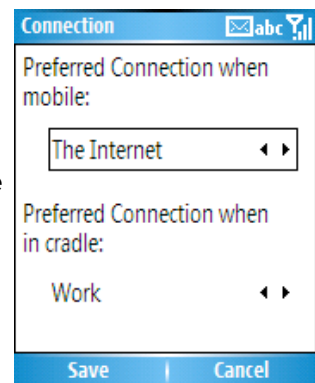 Connection abc
Preferred Connection when
mobile:
The Internet
e
Preferred Connection when
in cradle:
Work
Save Cancel